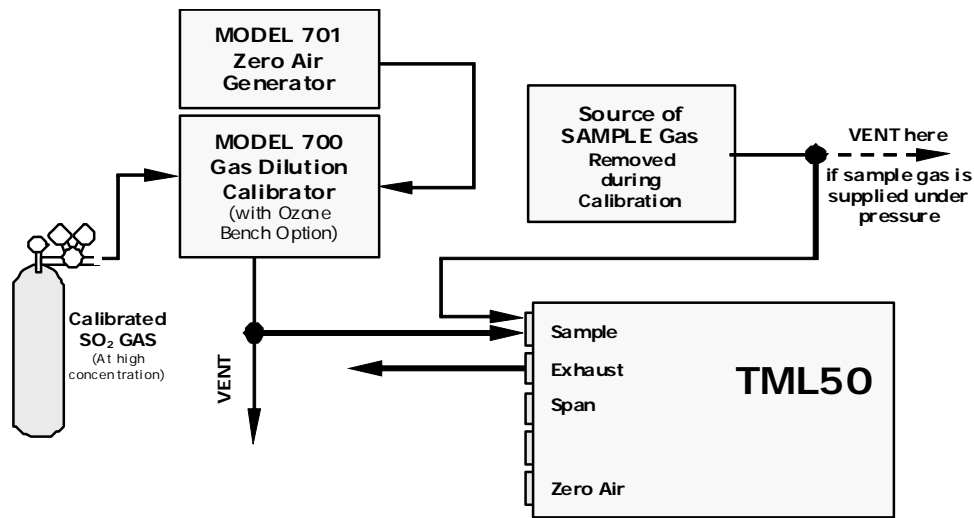 MODEL 701
Zero Air
Generator
MODEL 700
Gas Dilution
Calibrator
(with Ozone
Bench Option)
Source of
SAMPLE Gas
Removed
during
Calibration
VENT here
if sample gas is
supplied under
pressure
Calibrated
SO₂ GAS
(At high
concentration)
VENT
Sample
Exhaust
Span
Zero Air
TML50